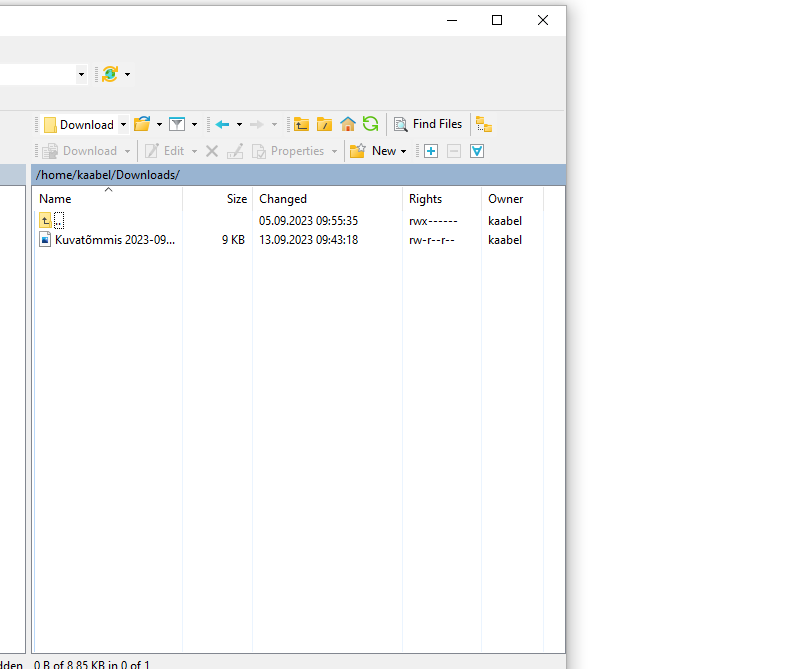 Download
Find Files
Download Edit Properties New
/home/kaabel/Downloads/
Name Size Changed Rights Owner
.. 05.09.2023 09:55:35 rwx------ kaabel
Kuvatõmmis 2023-09... 9 KB 13.09.2023 09:43:18 rw-r--r-- kaabel
0 B of 8,85 KB in 0 of 1